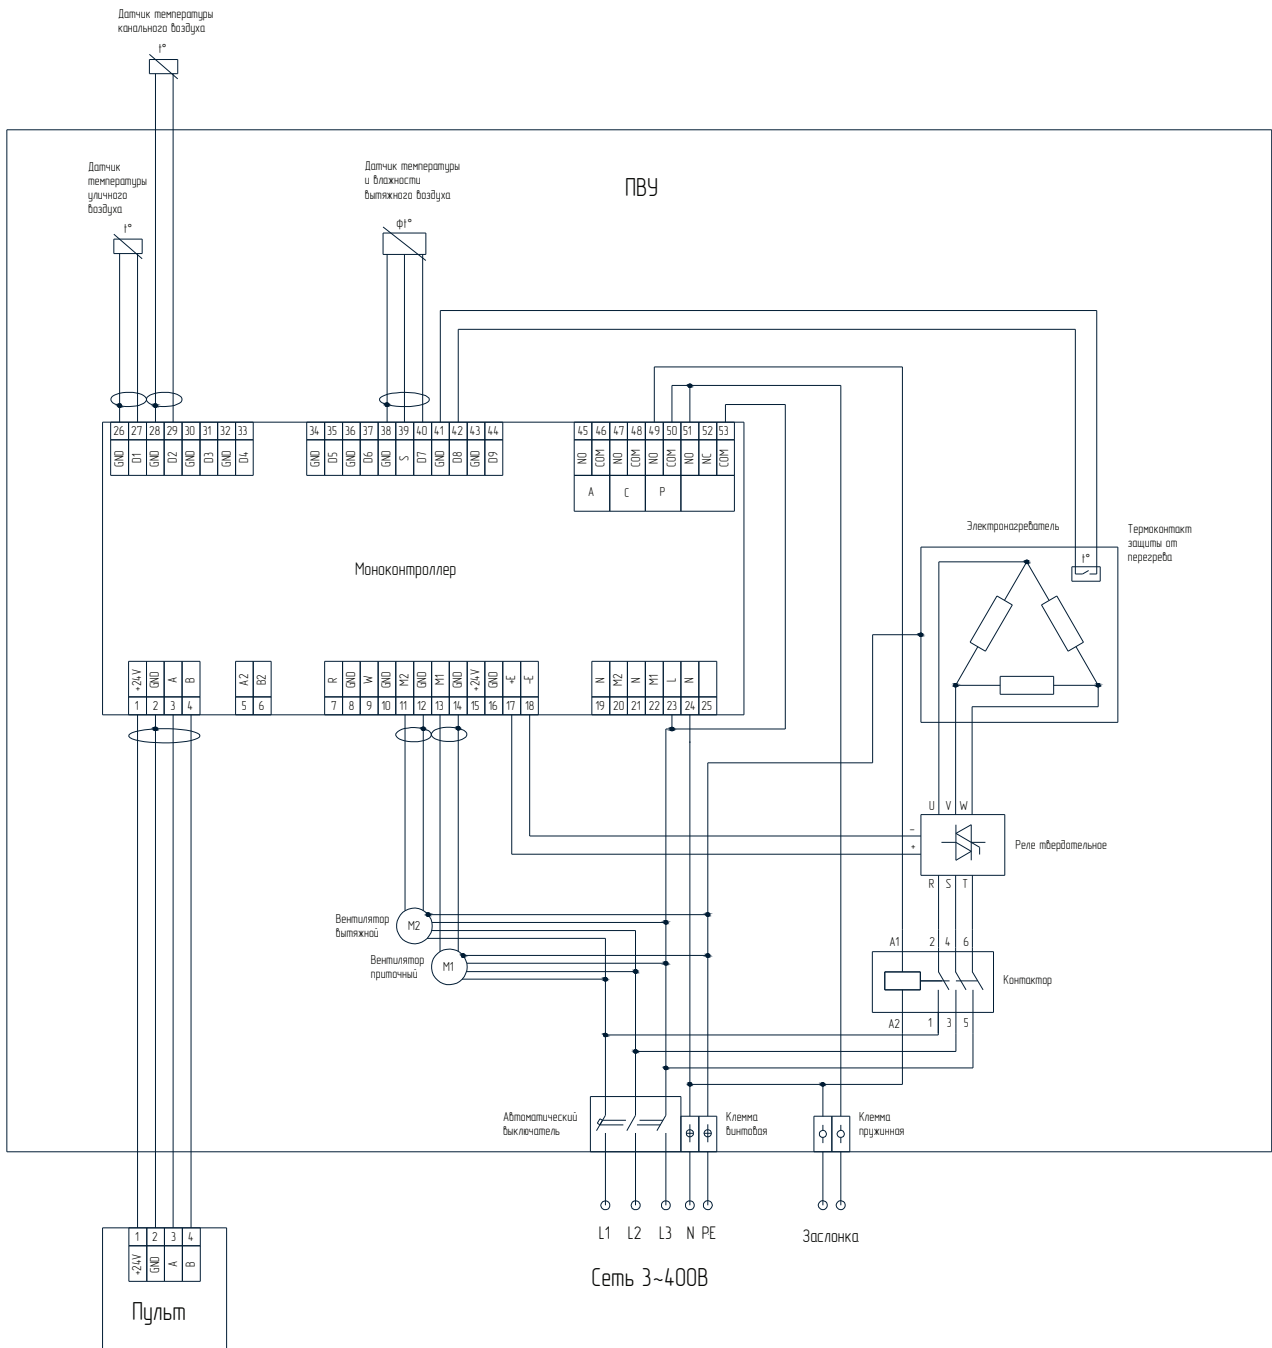 Датчик температуры
канального воздуха
t°
Датчик
температуры
уличного
воздуха
t°
Датчик температуры
и влажности
вытяжного воздуха
φt°
ПВУ
26 27 28 29 30 31 32 33
GND D1 GND D2 GND D3 GND D4
34 35 36 37 38 39 40 41 42 43 44
GND D5 GND D6 GND S D7 GND D8 GND D9
45 46 47 48 49 50 51 52 53
NO COM NO COM NO COM NO NC COM
A C P
Моноконтроллер
Электронагреватель
Термоконтакт
защиты от
перегрева
t°
+24V GND A B
1 2 3 4
A2 B2
5 6
R GND W GND M2 GND M1 GND +24V GND +E -E
7 8 9 10 11 12 13 14 15 16 17 18
N M2 N M1 L N
19 20 21 22 23 24 25
U V W
-
+
Реле твердотельное
R S T
Вентилятор
вытяжной
M2
Вентилятор
приточный
M1
A1 2 4 6
Контактор
A2 1 3 5
Автоматический
выключатель
Клемма
винтовая
Клемма
пружинная
L1 L2 L3 N PE
Заслонка
Сеть 3~400В
1 2 3 4
+24V GND A B
Пульт